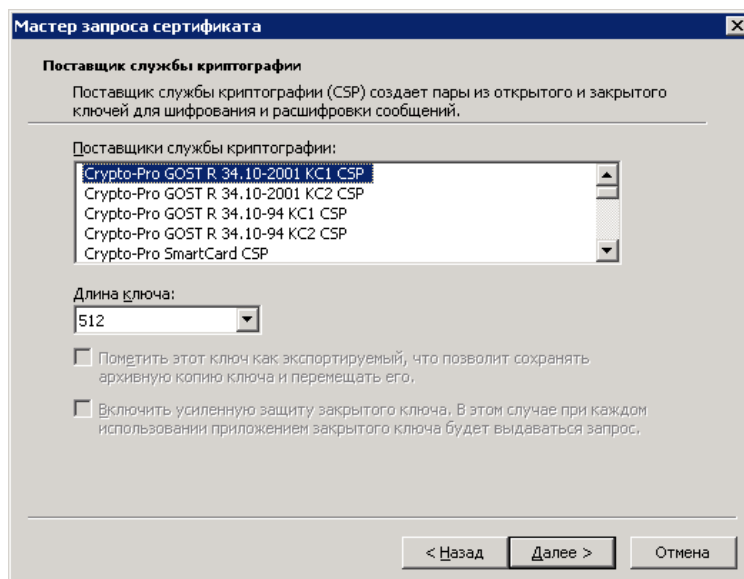 Мастер запроса сертификата
Поставщик службы криптографии
Поставщик службы криптографии (CSP) создает пары из открытого и закрытого
ключей для шифрования и расшифровки сообщений.
Поставщики службы криптографии:
Crypto-Pro GOST R 34.10-2001 KC1 CSP
Crypto-Pro GOST R 34.10-2001 KC2 CSP
Crypto-Pro GOST R 34.10-94 KC1 CSP
Crypto-Pro GOST R 34.10-94 KC2 CSP
Crypto-Pro SmartCard CSP
Длина ключа:
512
Пометить этот ключ как экспортируемый, что позволит сохранять
архивную копию ключа и перемещать его.
Включить усиленную защиту закрытого ключа. В этом случае при каждом
использовании приложением закрытого ключа будет выдаваться запрос.
< Назад
Далее >
Отмена